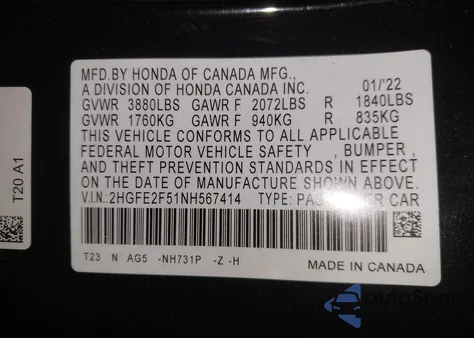 MFD.BY HONDA OF CANADA MFG.,
A DIVISION OF HONDA CANADA INC. 01/'22
GVWR 3880LBS GAWR F 2072LBS R 1840LBS
GVWR 1760KG GAWR F 940KG R 835KG
THIS VEHICLE CONFORMS TO ALL APPLICABLE
FEDERAL MOTOR VEHICLE SAFETY , BUMPER ,
AND THEFT PREVENTION STANDARDS IN EFFECT
ON THE DATE OF MANUFACTURE SHOWN ABOVE.
V.I.N.:2HGFE2F51NH567414 TYPE: CAR
T23 N AG5 -NH731P -Z -H
MADE IN CANADA
T20 A1